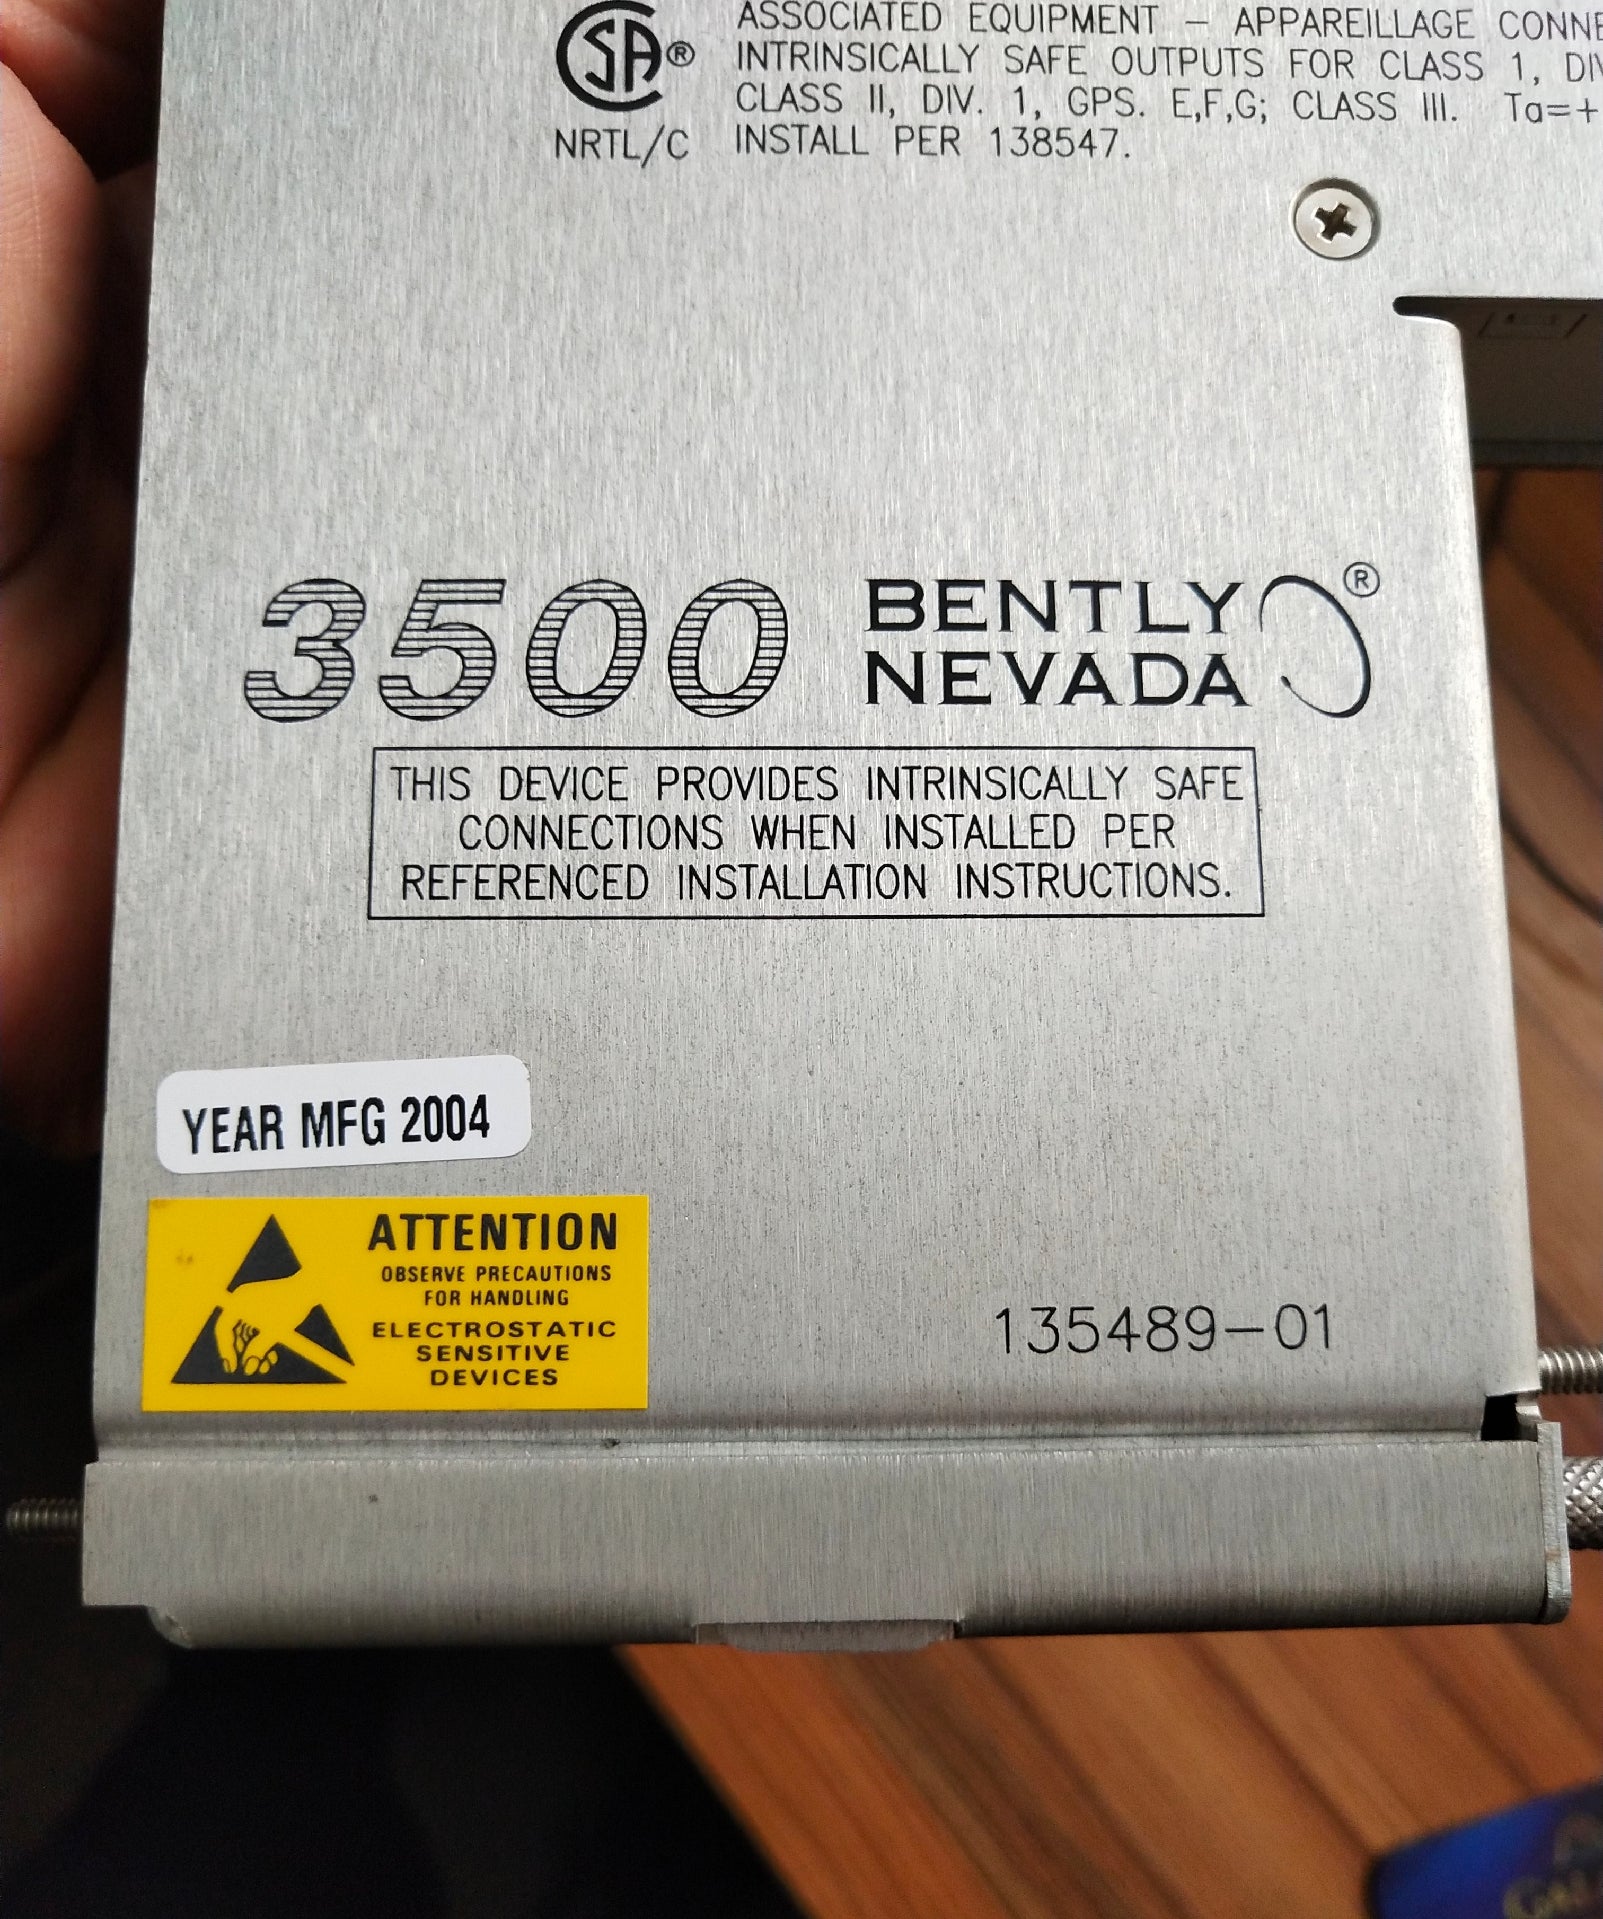 ASSOCIATED EQUIPMENT – APPAREILLAGE
INTRINSICALLY SAFE OUTPUTS FOR CLASS 1,
CLASS II, DIV. 1, GPS. E,F,G; CLASS III. Ta=+
INSTALL PER 138547.
SA®
NRTL/C
3500 BENTLY NEVADA ®
THIS DEVICE PROVIDES INTRINSICALLY SAFE
CONNECTIONS WHEN INSTALLED PER
REFERENCED INSTALLATION INSTRUCTIONS.
YEAR MFG 2004
ATTENTION
OBSERVE PRECAUTIONS
FOR HANDLING
ELECTROSTATIC
SENSITIVE
DEVICES
135489–01